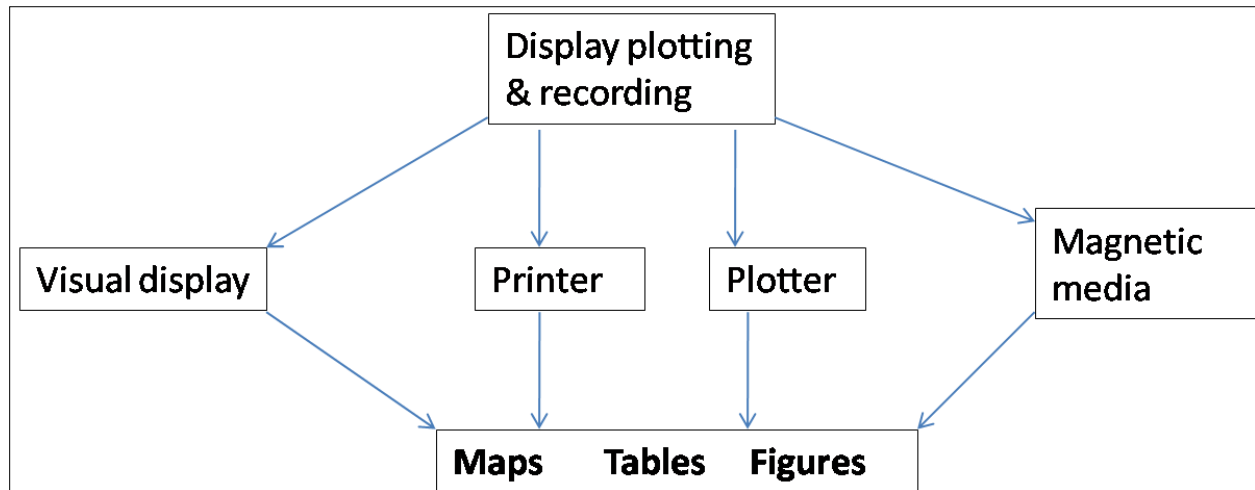 Display plotting
& recording
Visual display
Printer
Plotter
Magnetic
media
Maps Tables Figures